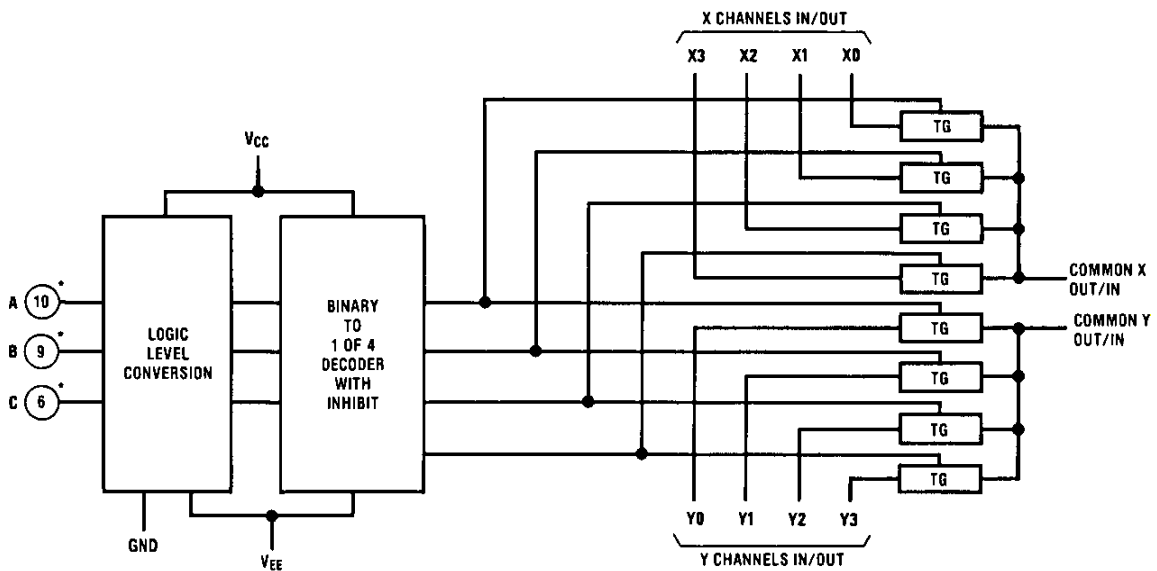 X CHANNELS IN/OUT
X3 X2 X1 X0
TG
VCC
TG
TG
TG
COMMON X
OUT/IN
A 10 *
B 9 *
C 6 *
LOGIC
LEVEL
CONVERSION
BINARY
TO
1 OF 4
DECODER
WITH
INHIBIT
TG
COMMON Y
OUT/IN
TG
TG
TG
GND
VEE
Y0 Y1 Y2 Y3
Y CHANNELS IN/OUT